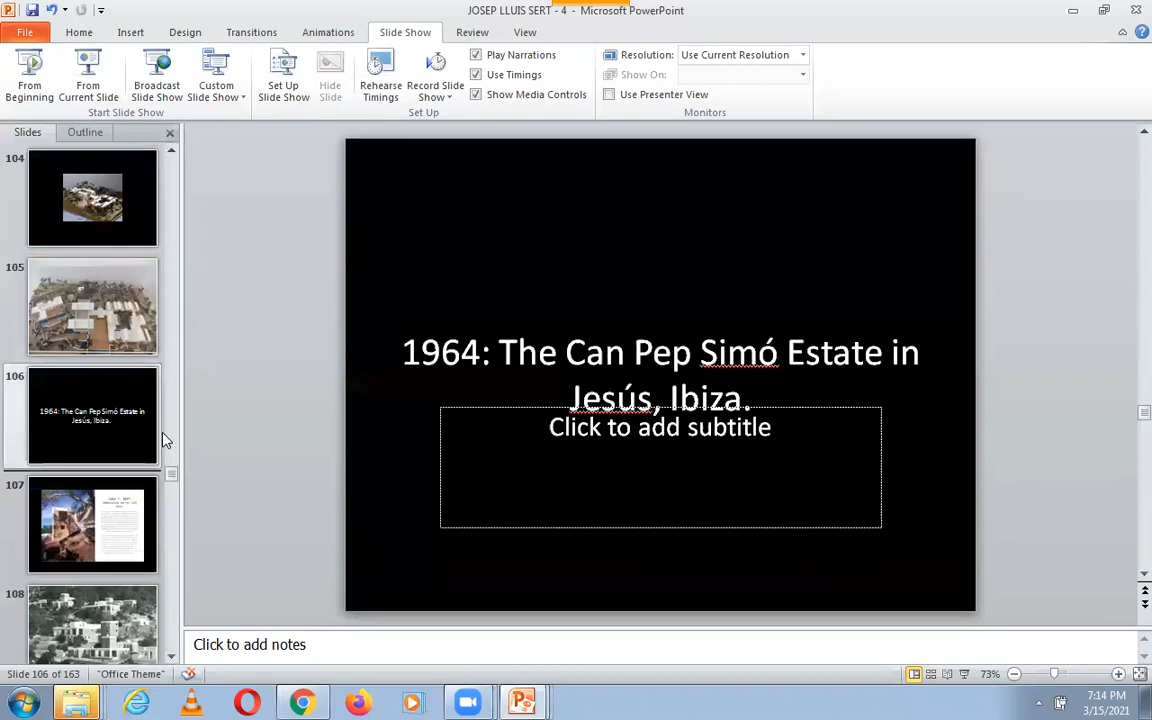 JOSEP LLUIS SERT - 4 - Microsoft PowerPoint
File Home Insert Design Transitions Animations Slide Show Review View
From Beginning
From Current Slide
Broadcast Slide Show
Custom Slide Show
Start Slide Show
Set Up Slide Show
Hide Slide
Rehearse Timings
Record Slide Show
Play Narrations
Use Timings
Show Media Controls
Set Up
Resolution: Use Current Resolution
Show On:
Use Presenter View
Monitors
Slides Outline
104
105
106
1964: The Can Pep Simó Estate in
Jesús, Ibiza.
107
108
1964: The Can Pep Simó Estate in
Jesús, Ibiza.
Click to add subtitle
Click to add notes
Slide 106 of 163 "Office Theme" 73%
7:14 PM
3/15/2021